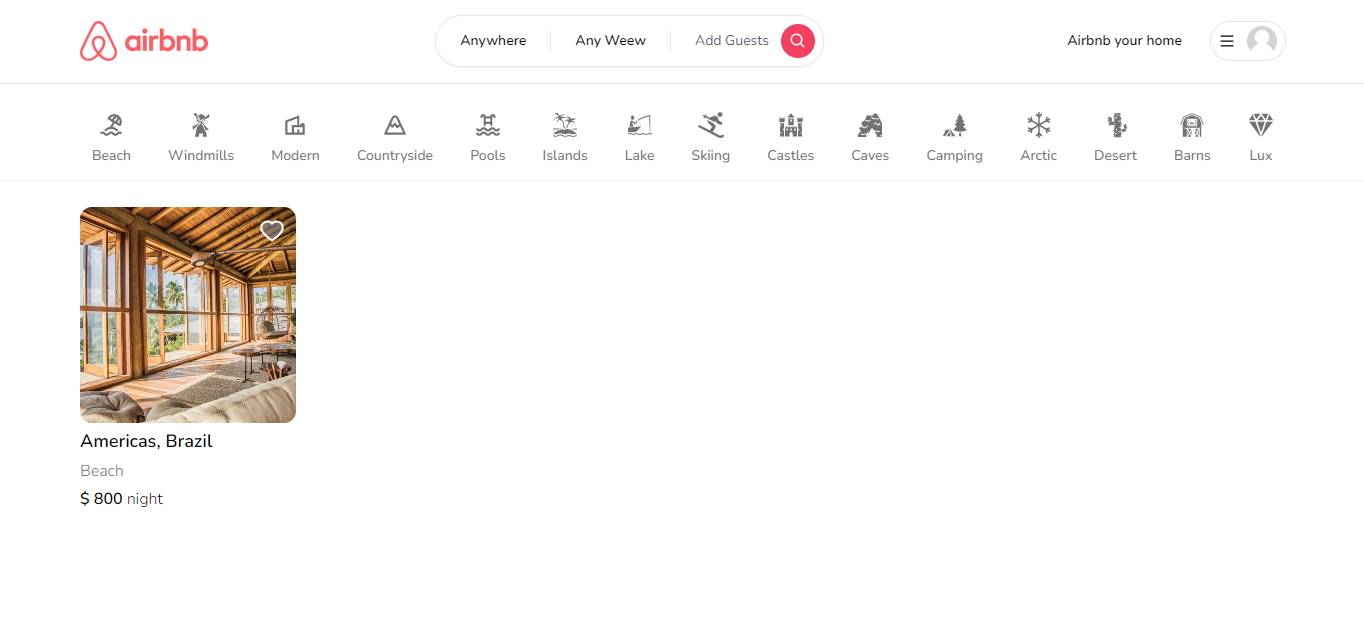 airbnb Anywhere Any Weew Add Guests Airbnb your home
Beach Windmills Modern Countryside Pools Islands Lake Skiing Castles Caves Camping Arctic Desert Barns Lux
Americas, Brazil
Beach
$ 800 night